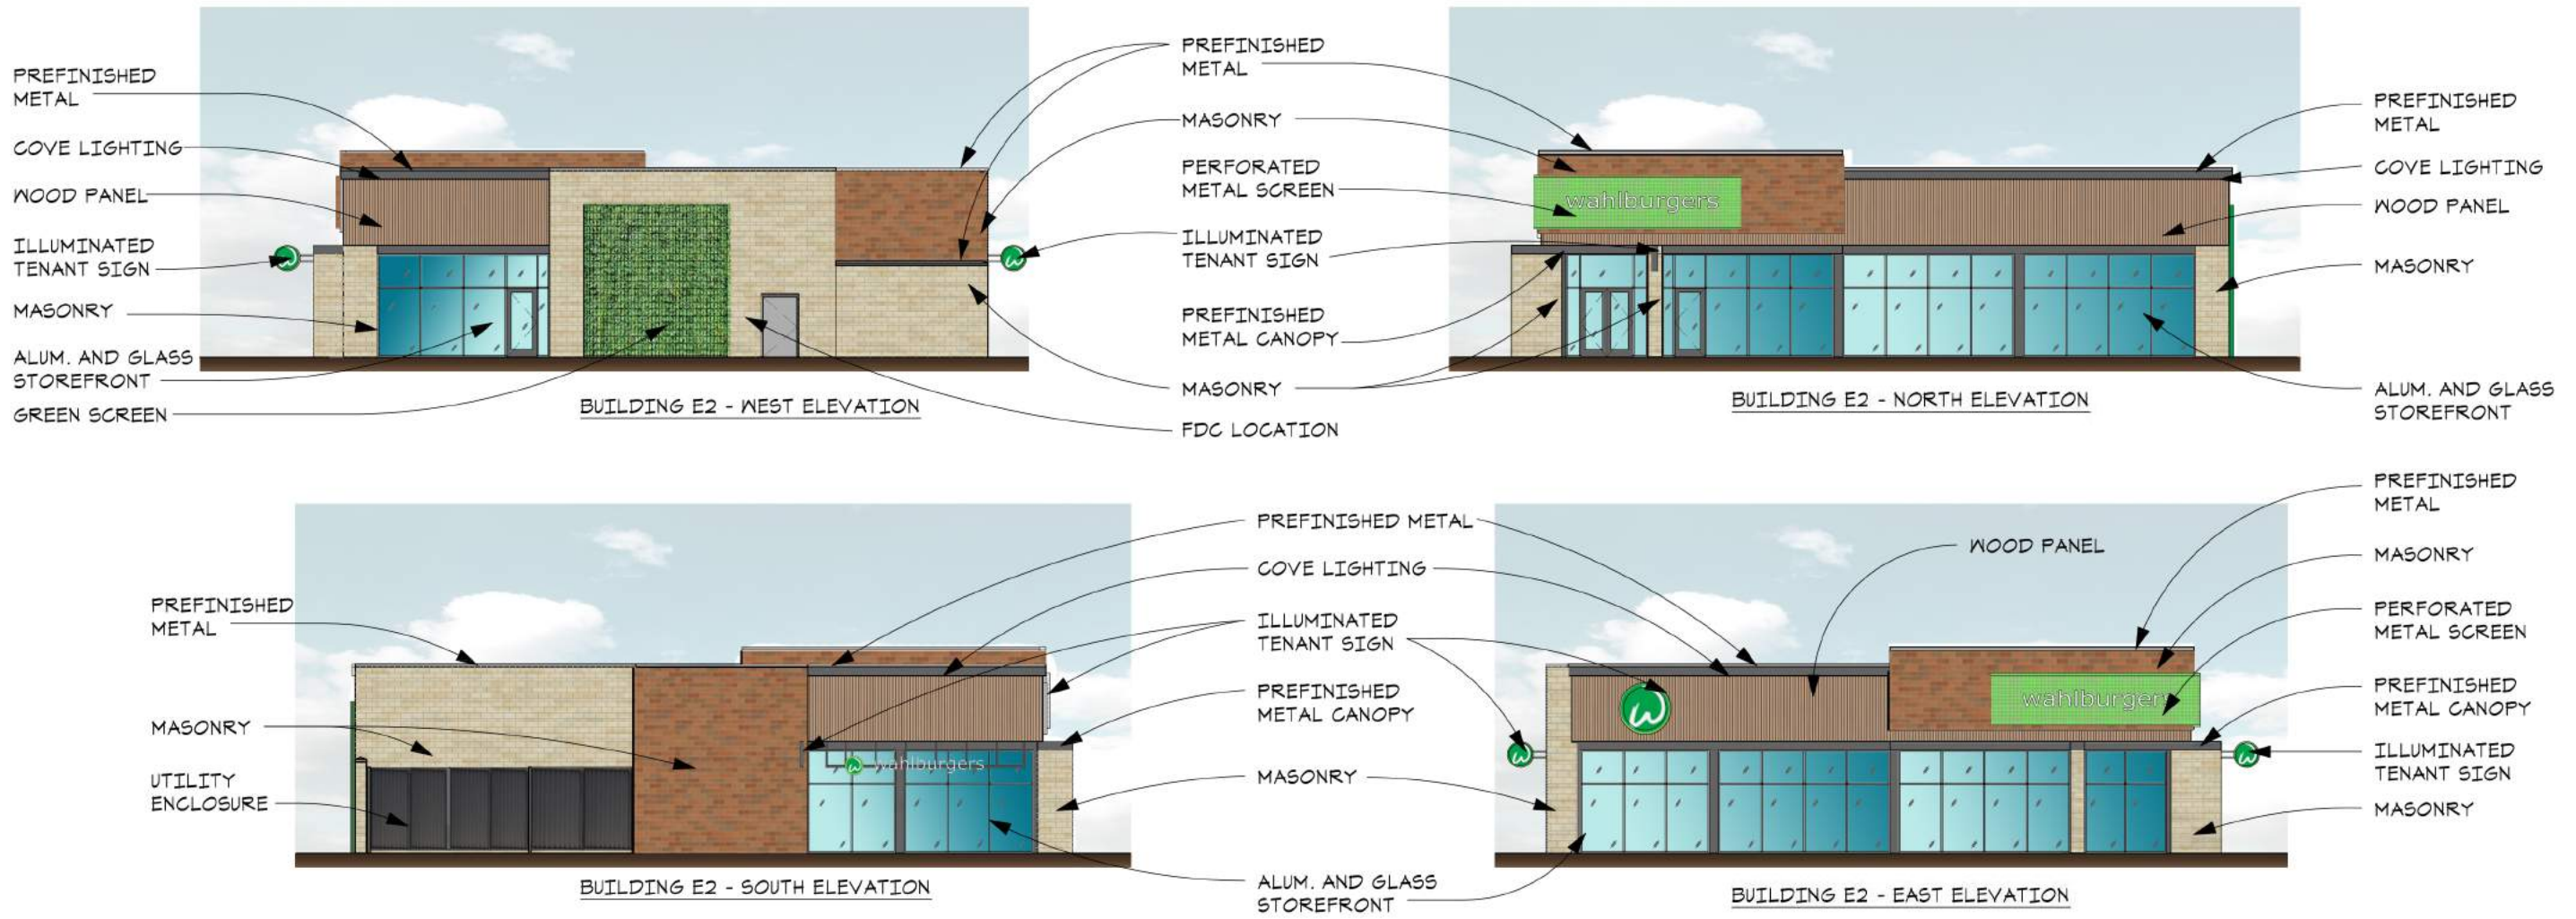 PREFINISHED
METAL
COVE LIGHTING
WOOD PANEL
ILLUMINATED
TENANT SIGN
MASONRY
ALUM. AND GLASS
STOREFRONT
GREEN SCREEN
BUILDING E2 - WEST ELEVATION
PREFINISHED
METAL
MASONRY
PERFORATED
METAL SCREEN
ILLUMINATED
TENANT SIGN
PREFINISHED
METAL CANOPY
MASONRY
FDC LOCATION
wahlburgers
BUILDING E2 - NORTH ELEVATION
PREFINISHED
METAL
COVE LIGHTING
WOOD PANEL
MASONRY
ALUM. AND GLASS
STOREFRONT
PREFINISHED
METAL
MASONRY
UTILITY
ENCLOSURE
w wahlburgers
BUILDING E2 - SOUTH ELEVATION
PREFINISHED METAL
COVE LIGHTING
ILLUMINATED
TENANT SIGN
PREFINISHED
METAL CANOPY
MASONRY
ALUM. AND GLASS
STOREFRONT
WOOD PANEL
w
wahlburgers
w
w
BUILDING E2 - EAST ELEVATION
PREFINISHED
METAL
MASONRY
PERFORATED
METAL SCREEN
PREFINISHED
METAL CANOPY
ILLUMINATED
TENANT SIGN
MASONRY